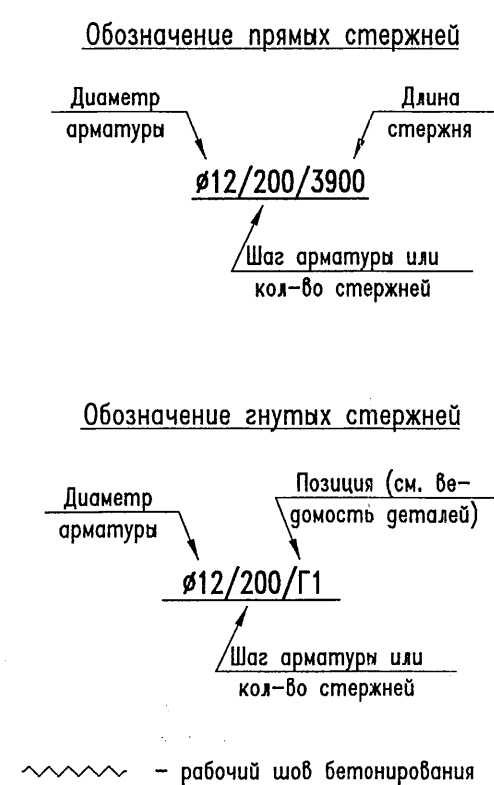 Обозначение прямых стержней
Диаметр
арматуры
Длина
стержня
ø12/200/3900
Шаг арматуры или
кол-во стержней
Обозначение гнутых стержней
Диаметр
арматуры
Позиция (см. ве-
домость деталей)
ø12/200/Г1
Шаг арматуры или
кол-во стержней
- рабочий шов бетонирования